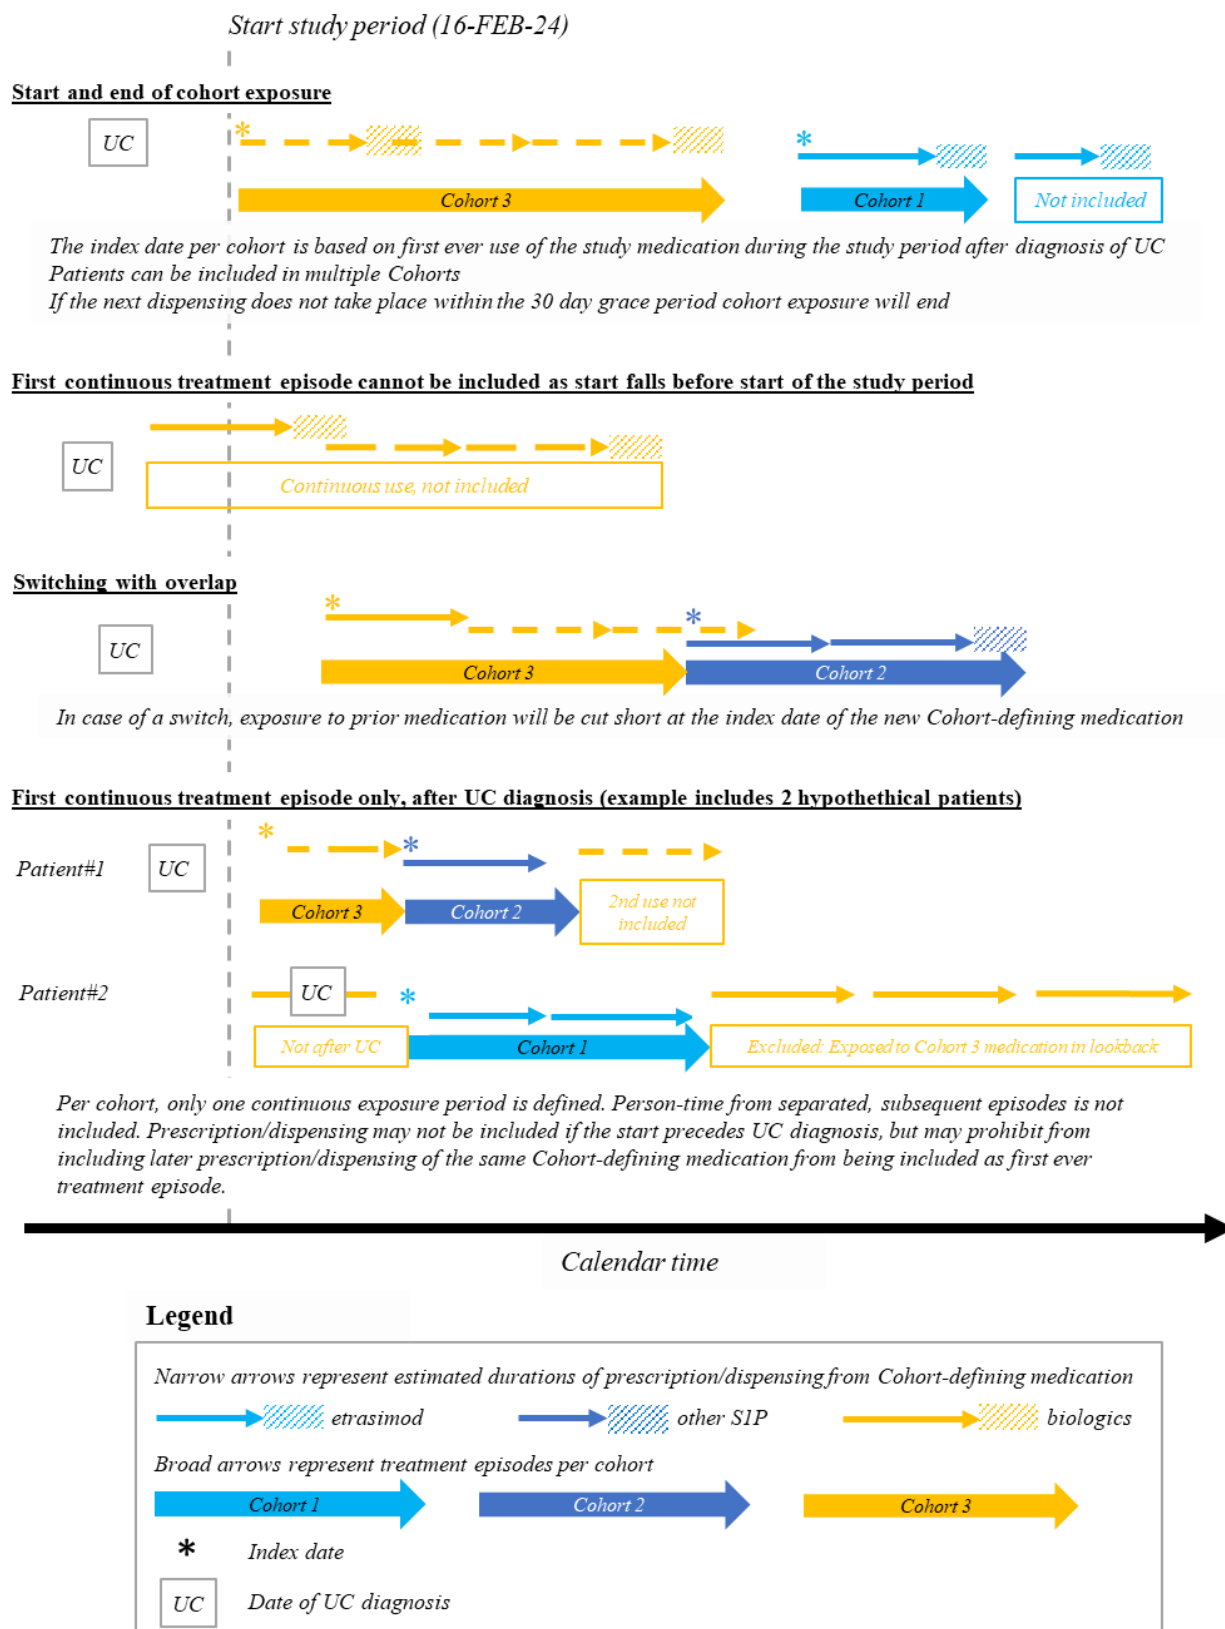 Start study period (16-FEB-24)
Start and end of cohort exposure
UC
*
*
Cohort 3
Cohort 1
Not included
The index date per cohort is based on first ever use of the study medication during the study period after diagnosis of UC
Patients can be included in multiple Cohorts
If the next dispensing does not take place within the 30 day grace period cohort exposure will end
First continuous treatment episode cannot be included as start falls before start of the study period
UC
Continuous use, not included
Switching with overlap
*
*
UC
Cohort 3
Cohort 2
In case of a switch, exposure to prior medication will be cut short at the index date of the new Cohort-defining medication
First continuous treatment episode only, after UC diagnosis (example includes 2 hypothethical patients)
*
*
Patient#1
UC
Cohort 3
Cohort 2
2nd use not
included
Patient#2
UC
*
Not after UC
Cohort 1
Excluded: Exposed to Cohort 3 medication in lookback
Per cohort, only one continuous exposure period is defined. Person-time from separated, subsequent episodes is not
included. Prescription/dispensing may not be included if the start precedes UC diagnosis, but may prohibit from
including later prescription/dispensing of the same Cohort-defining medication from being included as first ever
treatment episode.
Calendar time
Legend
Narrow arrows represent estimated durations of prescription/dispensing from Cohort-defining medication
etrasimod
other S1P
biologics
Broad arrows represent treatment episodes per cohort
Cohort 1
Cohort 2
Cohort 3
* Index date
UC Date of UC diagnosis